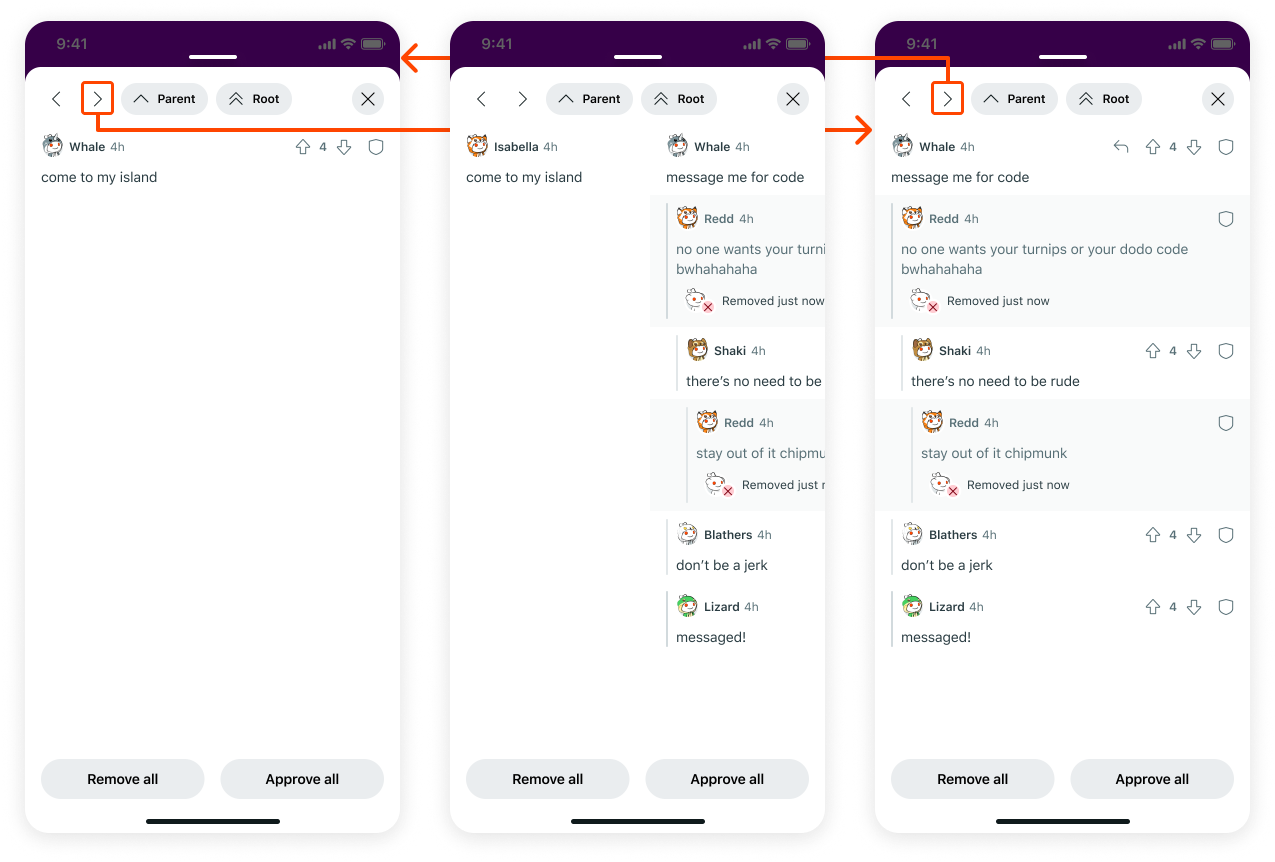 9:41
Parent
Root
Whale 4h
4
come to my island
Remove all
Approve all
9:41
Parent
Root
Isabella 4h
come to my island
Whale 4h
message me for code
Redd 4h
no one wants your turni
bwhahahaha
Removed just now
Shaki 4h
there’s no need to be
Redd 4h
stay out of it chipmu
Removed just n
Blathers 4h
don’t be a jerk
Lizard 4h
messaged!
Remove all
Approve all
9:41
Parent
Root
Whale 4h
4
message me for code
Redd 4h
no one wants your turnips or your dodo code
bwhahahaha
Removed just now
Shaki 4h
4
there’s no need to be rude
Redd 4h
stay out of it chipmunk
Removed just now
Blathers 4h
4
don’t be a jerk
Lizard 4h
4
messaged!
Remove all
Approve all